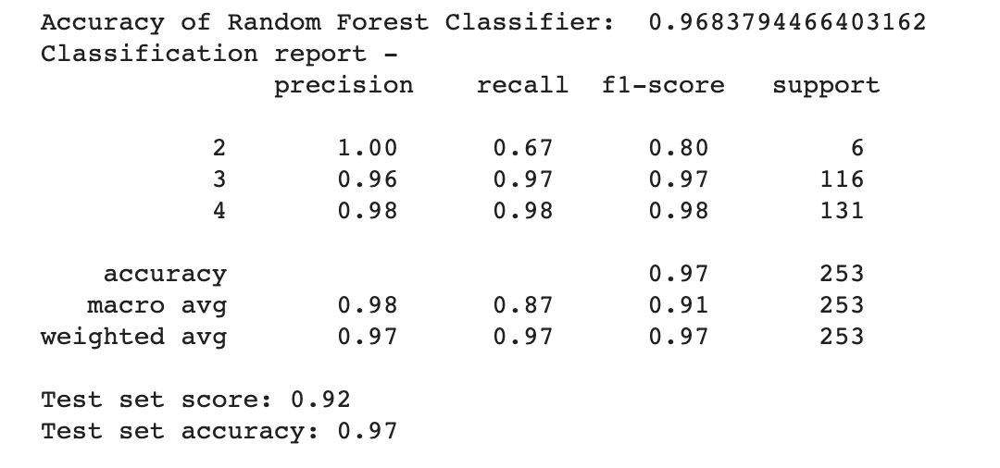 Accuracy of Random Forest Classifier:  0.9683794466403162
Classification report -
              precision    recall  f1-score   support

           2       1.00      0.67      0.80         6
           3       0.96      0.97      0.97       116
           4       0.98      0.98      0.98       131

    accuracy                           0.97       253
   macro avg       0.98      0.87      0.91       253
weighted avg       0.97      0.97      0.97       253

Test set score: 0.92
Test set accuracy: 0.97